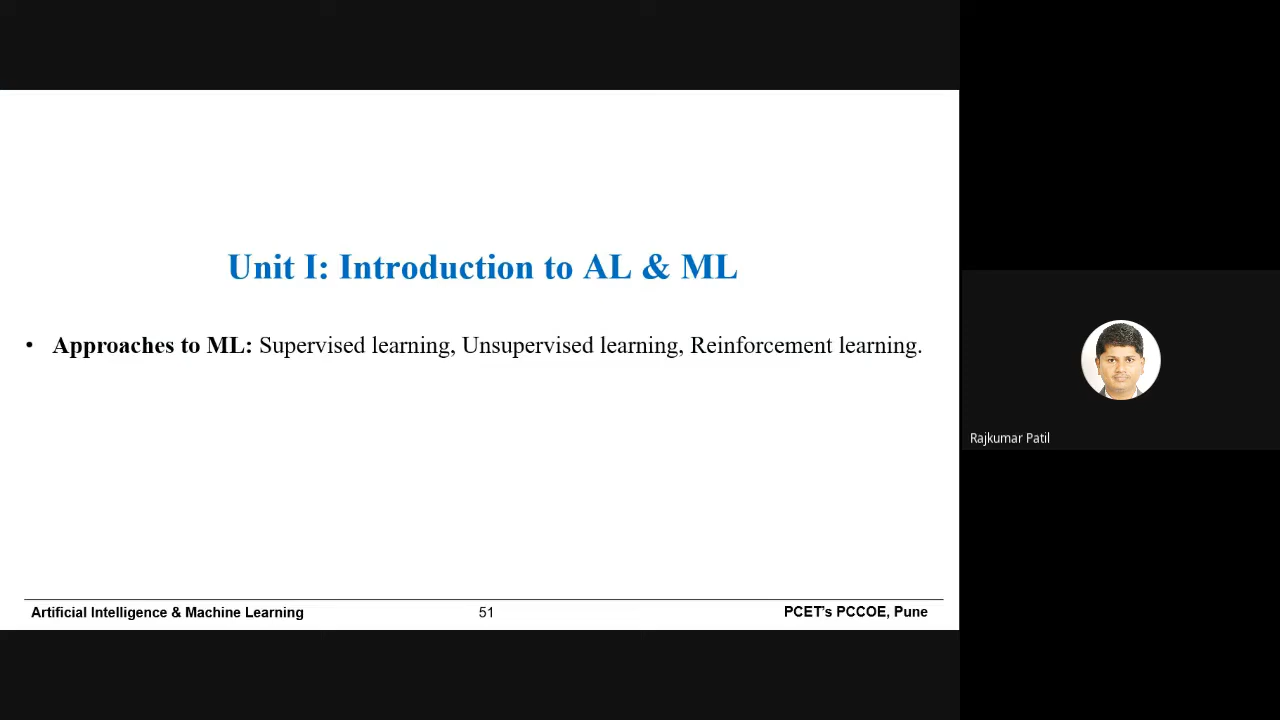 Unit I: Introduction to AL & ML
• Approaches to ML: Supervised learning, Unsupervised learning, Reinforcement learning.
Rajkumar Patil
Artificial Intelligence & Machine Learning 51 PCET's PCCOE, Pune